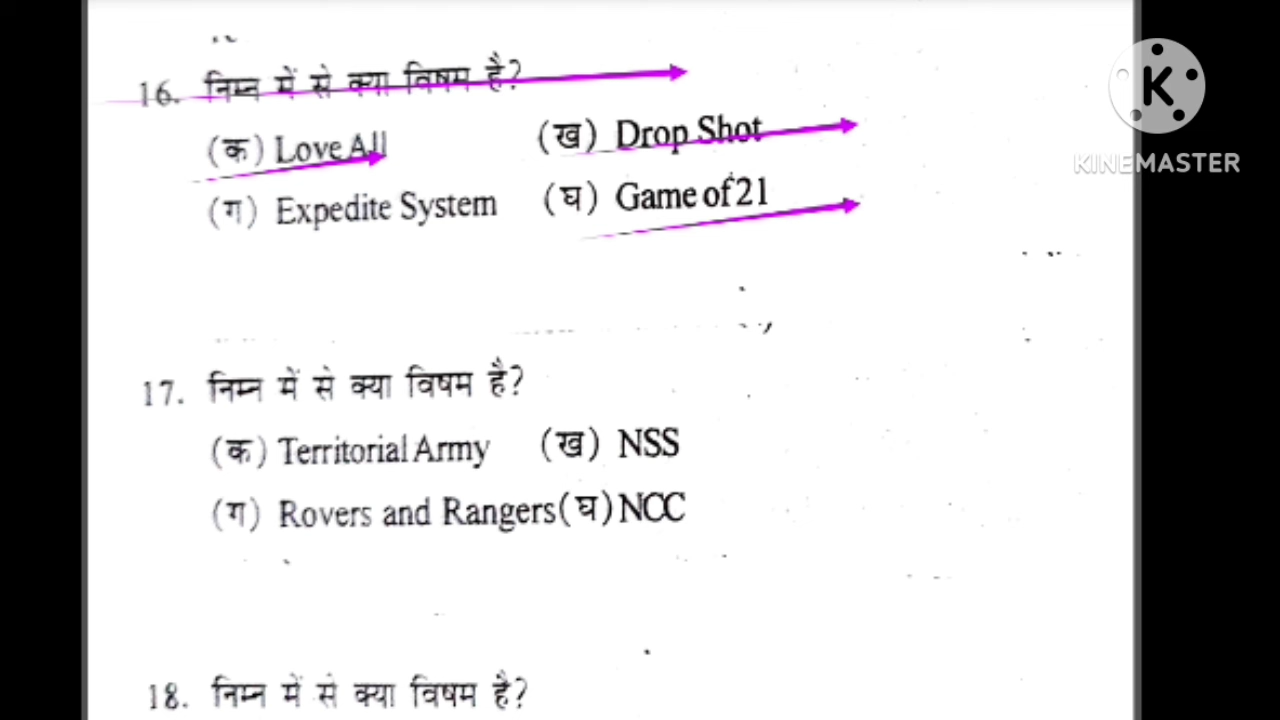 16. निम्न में से क्या विषम है?
(क) Love All (ख) Drop Shot
(ग) Expedite System (घ) Game of 21
17. निम्न में से क्या विषम है?
(क) Territorial Army (ख) NSS
(ग) Rovers and Rangers (घ) NCC
18. निम्न में से क्या विषम है?
K
KINEMASTER